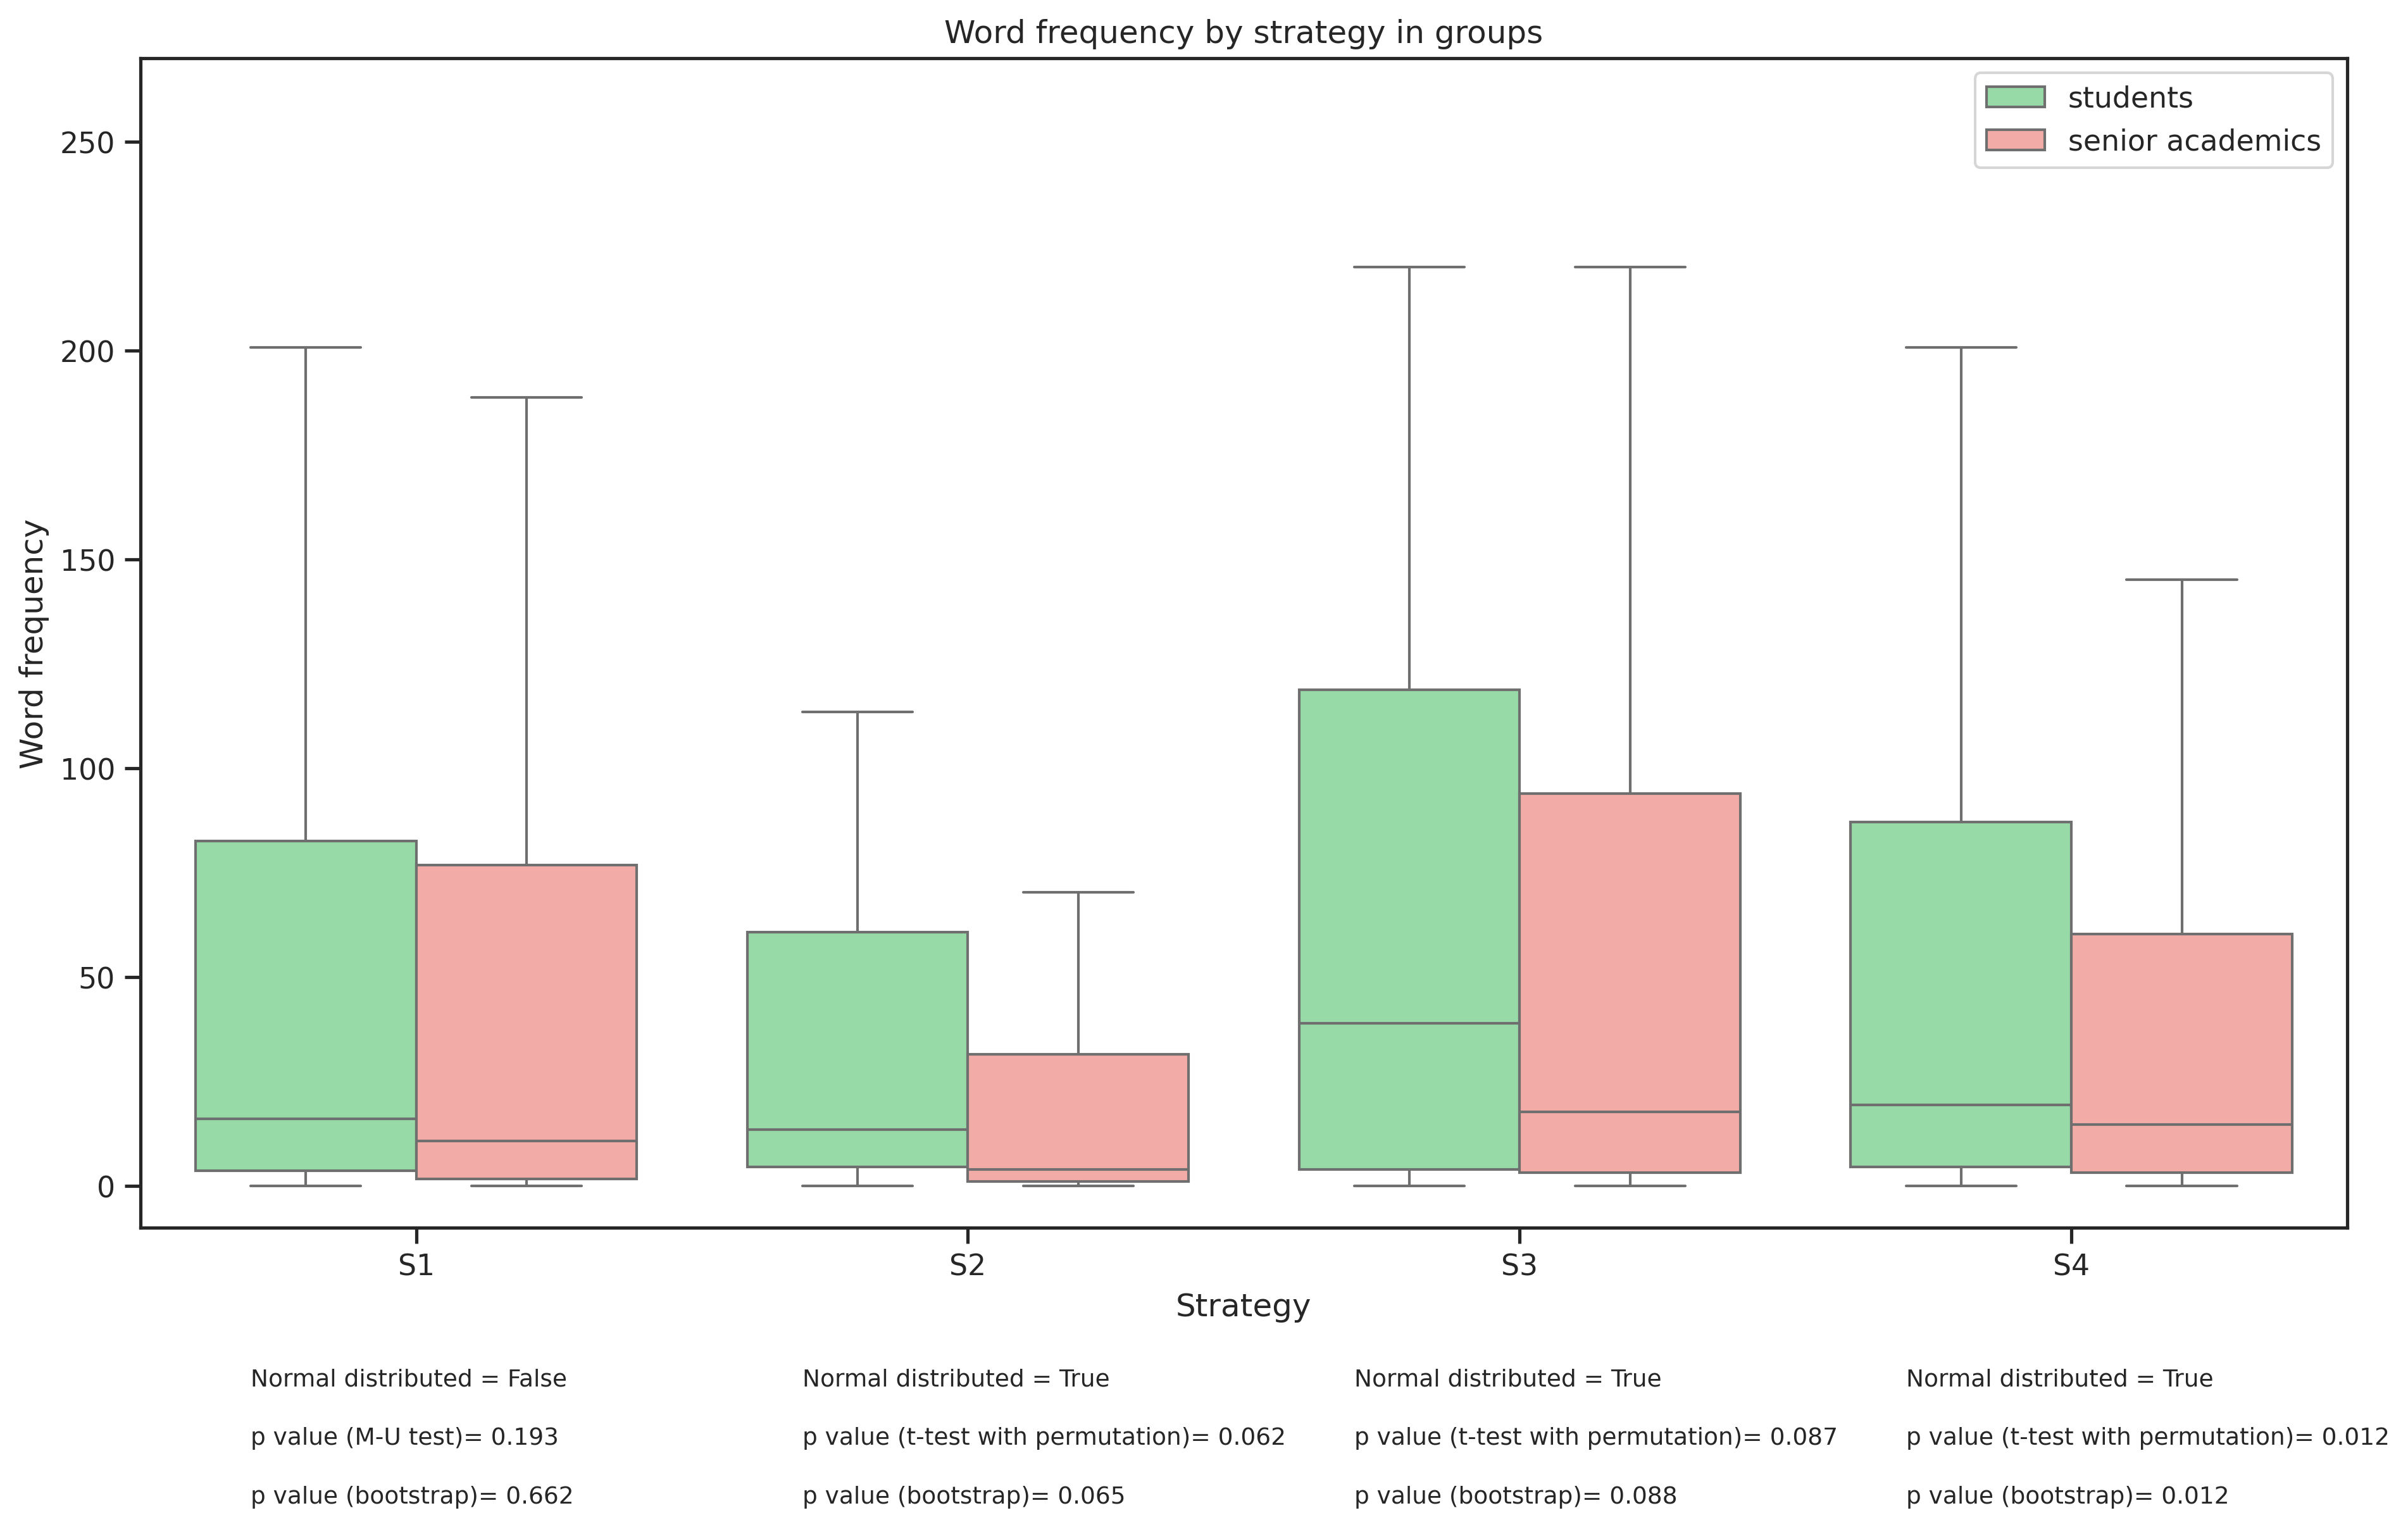 Word frequency by strategy in groups
students
senior academics
250
200
150
100
50
0
Word frequency
S1 S2 S3 S4
Strategy
Normal distributed = False
p value (M-U test)= 0.193
p value (bootstrap)= 0.662
Normal distributed = True
p value (t-test with permutation)= 0.062
p value (bootstrap)= 0.065
Normal distributed = True
p value (t-test with permutation)= 0.087
p value (bootstrap)= 0.088
Normal distributed = True
p value (t-test with permutation)= 0.012
p value (bootstrap)= 0.012